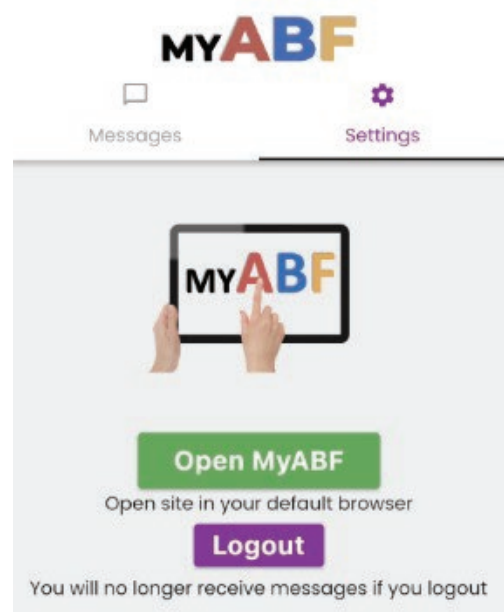 MYABF
Messages Settings
MYABF
Open MyABF
Open site in your default browser
Logout
You will no longer receive messages if you logout